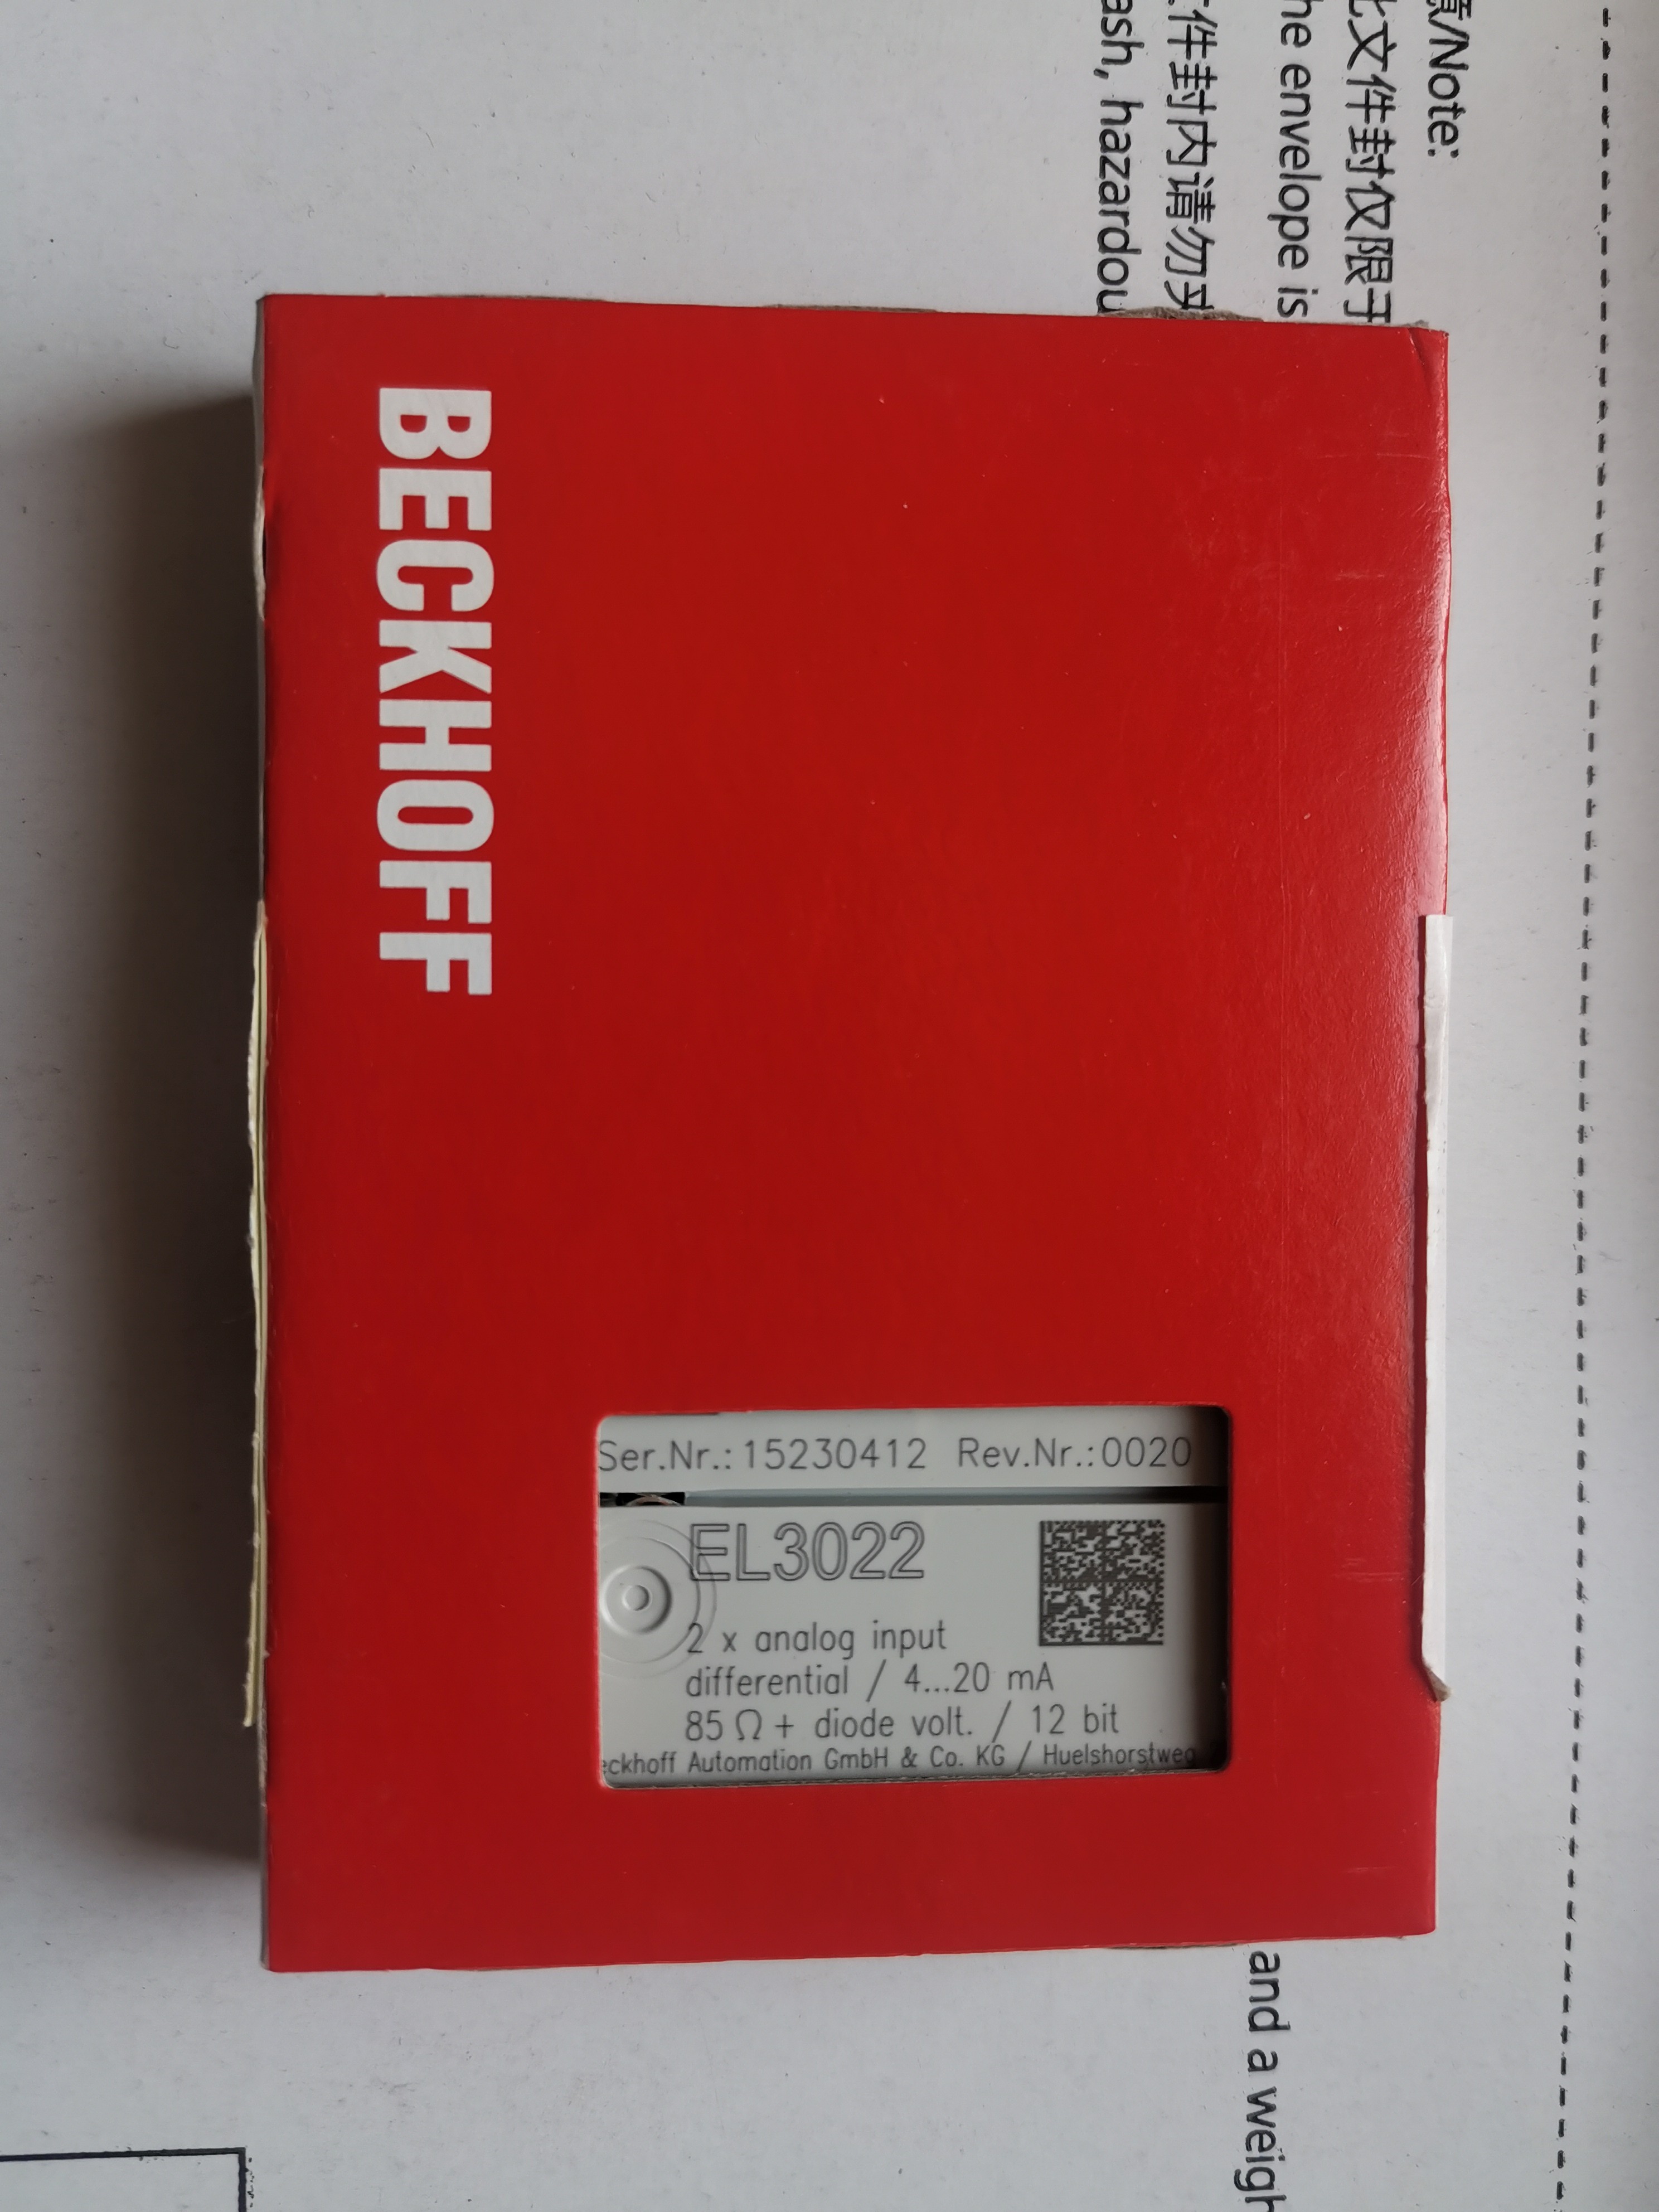 BECKHOFF
Ser.Nr.: 15230412 Rev.Nr.: 0020
EL3022
2 x analog input
differential / 4...20 mA
85 Ω + diode volt. / 12 bit
eckhoff Automation GmbH & Co. KG / Huelshorstweg
/Note:
文件封仅限于
he envelope is
件封内请勿
ash, hazardou
and a weigh